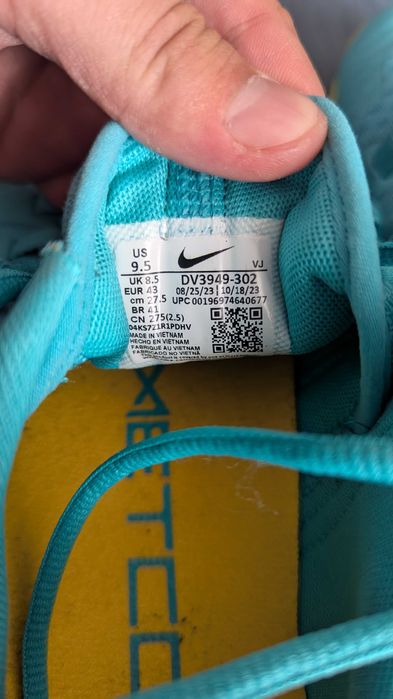 US
9.5
VJ
UK 8.5
DV3949-302
EUR 43
08/25/23 10/18/23
cm 27.5
UPC 00196974640677
BR 41
CN 275(2.5)
04KS721R1PDHV
MADE IN VIETNAM
HECHO EN VIETNAM
FABRIQUE AU VIETNAM
FABRICADO NO VIETNÃ
METCO